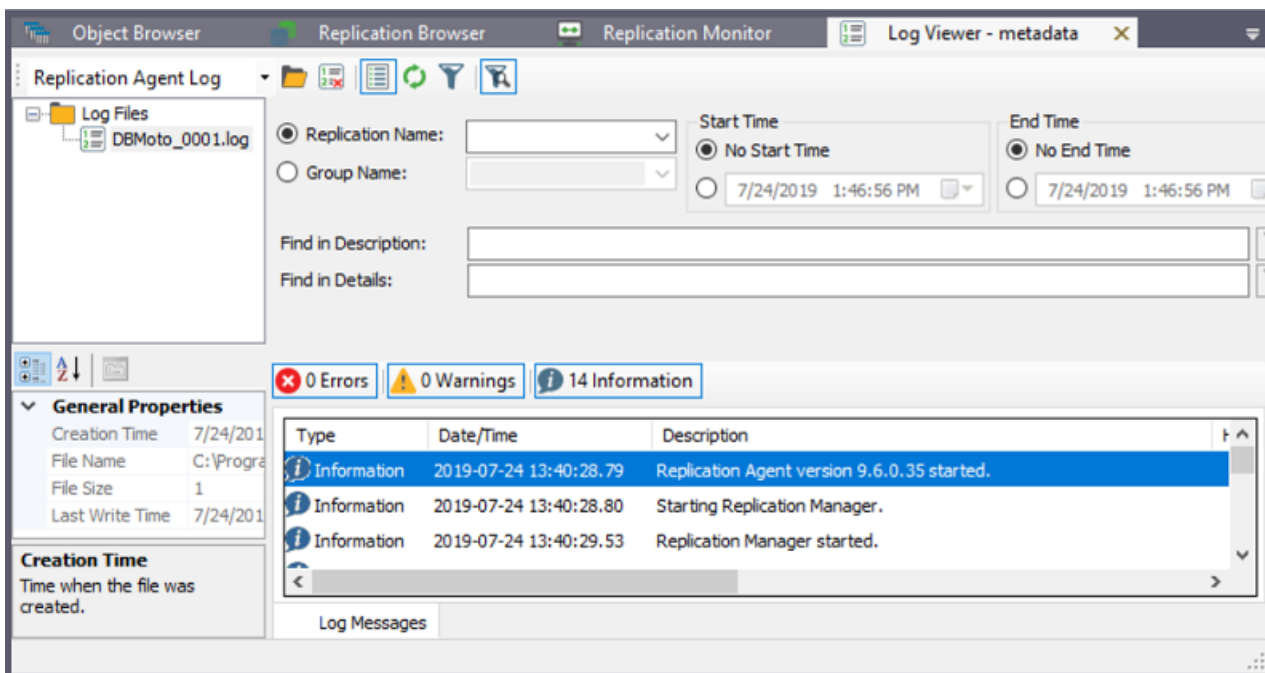 Object Browser Replication Browser Replication Monitor Log Viewer - metadata
Replication Agent Log
Log Files
DBMoto_0001.log
Replication Name:
Group Name:
Start Time
No Start Time
7/24/2019 1:46:56 PM
End Time
No End Time
7/24/2019 1:46:56 PM
Find in Description:
Find in Details:
General Properties
Creation Time 7/24/201
File Name C:\Progra
File Size 1
Last Write Time 7/24/201
Creation Time
Time when the file was
created.
0 Errors 0 Warnings 14 Information
Type Date/Time Description
Information 2019-07-24 13:40:28.79 Replication Agent version 9.6.0.35 started.
Information 2019-07-24 13:40:28.80 Starting Replication Manager.
Information 2019-07-24 13:40:29.53 Replication Manager started.
Log Messages